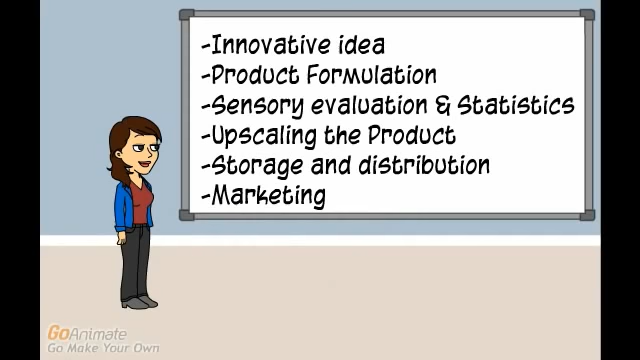 -Innovative idea
-Product Formulation
-Sensory evaluation & Statistics
-Upscaling the Product
-Storage and distribution
-Marketing
GoAnimate
Go Make Your Own